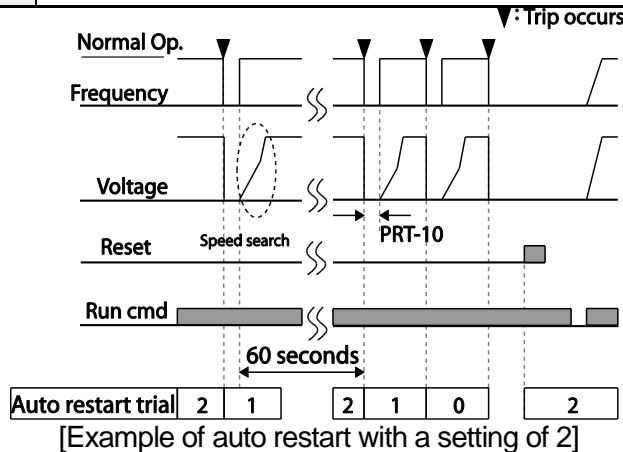 ▼: Trip occurs
Normal Op.
Frequency
Voltage
PRT-10
Reset
Speed search
Run cmd
60 seconds
Auto restart trial 2 1 2 1 0 2
[Example of auto restart with a setting of 2]